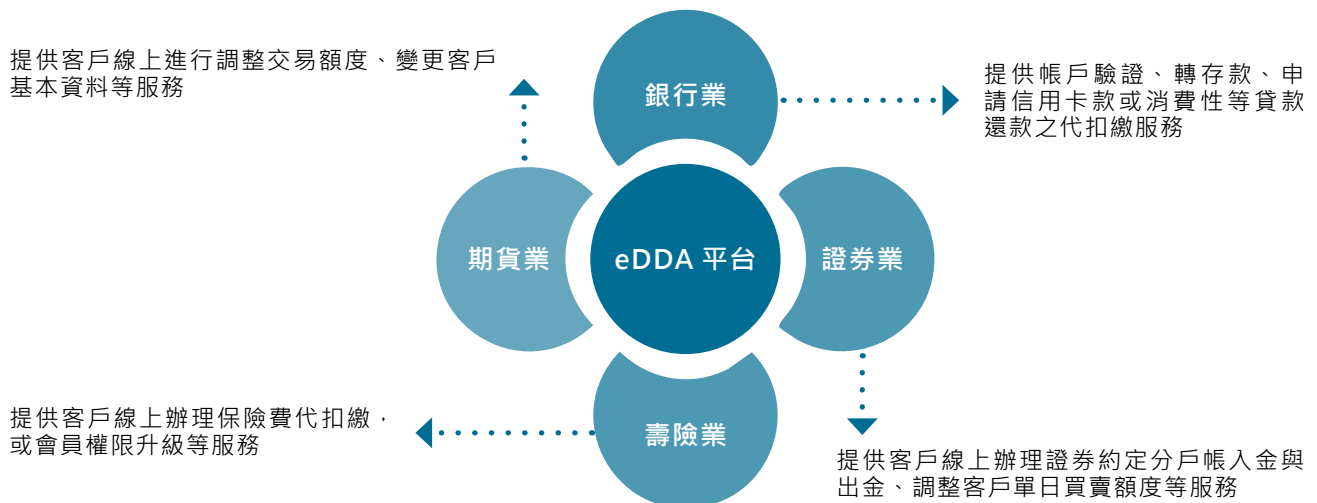 提供客戶線上進行調整交易額度、變更客戶
基本資料等服務
銀行業
提供帳戶驗證、轉存款、申
請信用卡款或消費性等貸款
還款之代扣繳服務
期貨業
eDDA 平台
證券業
提供客戶線上辦理保險費代扣繳，
或會員權限升級等服務
壽險業
提供客戶線上辦理證券約定分戶帳入金與
出金、調整客戶單日買賣額度等服務